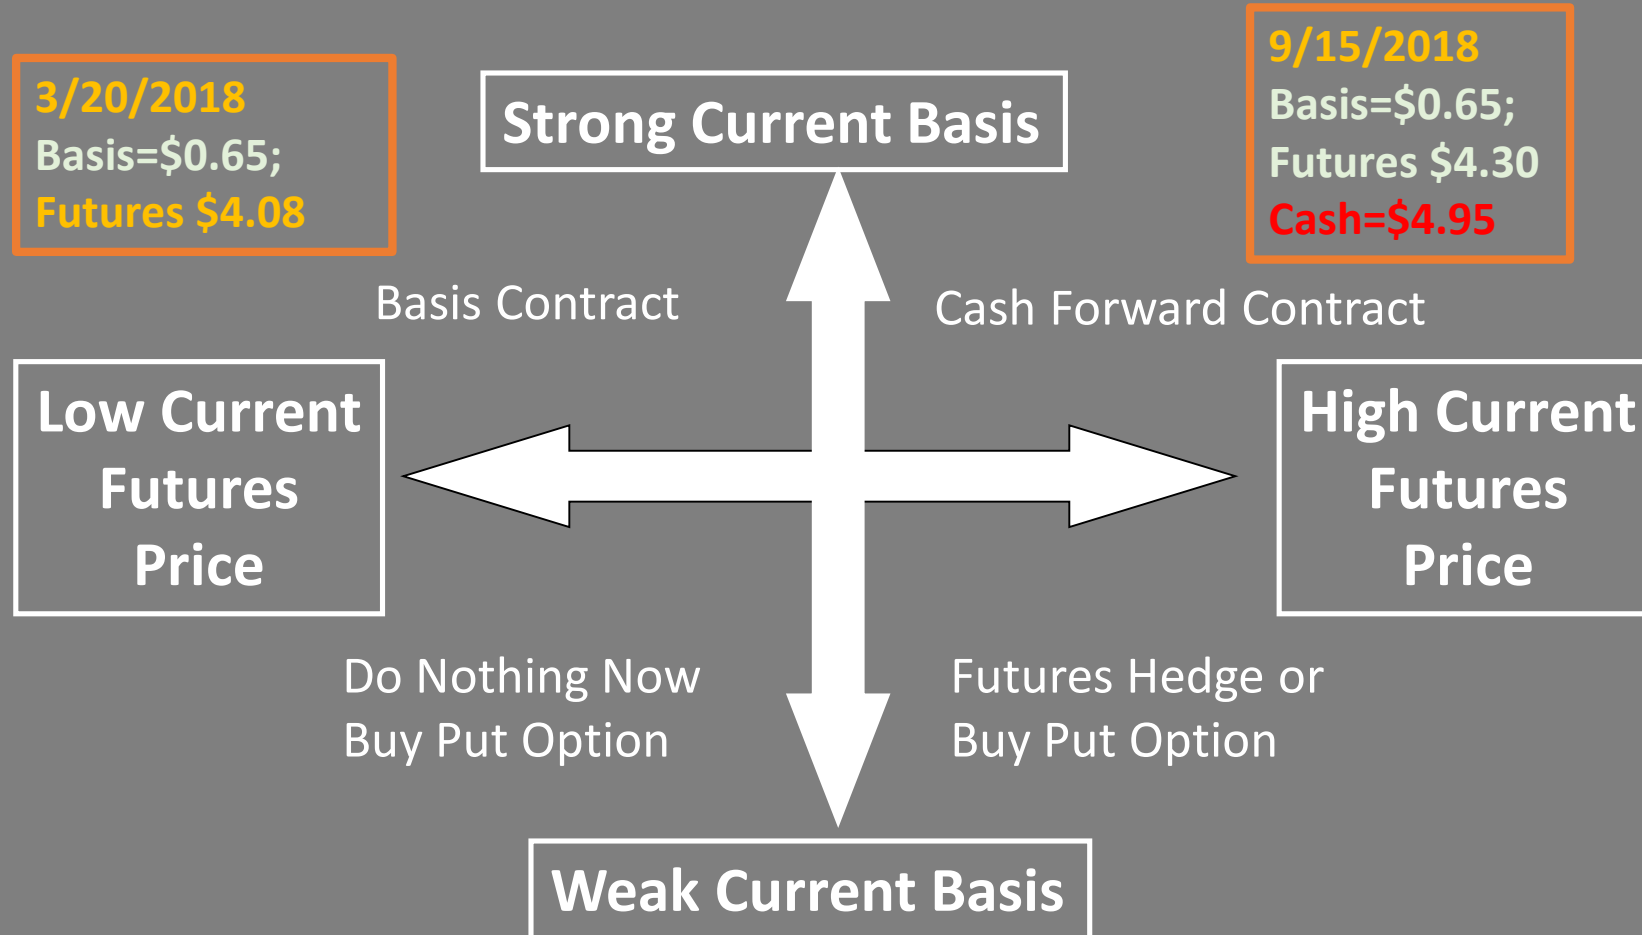 3/20/2018
Basis=$0.65;
Futures $4.08
Strong Current Basis
9/15/2018
Basis=$0.65;
Futures $4.30
Cash=$4.95
Basis Contract
Cash Forward Contract
Low Current
Futures
Price
High Current
Futures
Price
Do Nothing Now
Buy Put Option
Futures Hedge or
Buy Put Option
Weak Current Basis